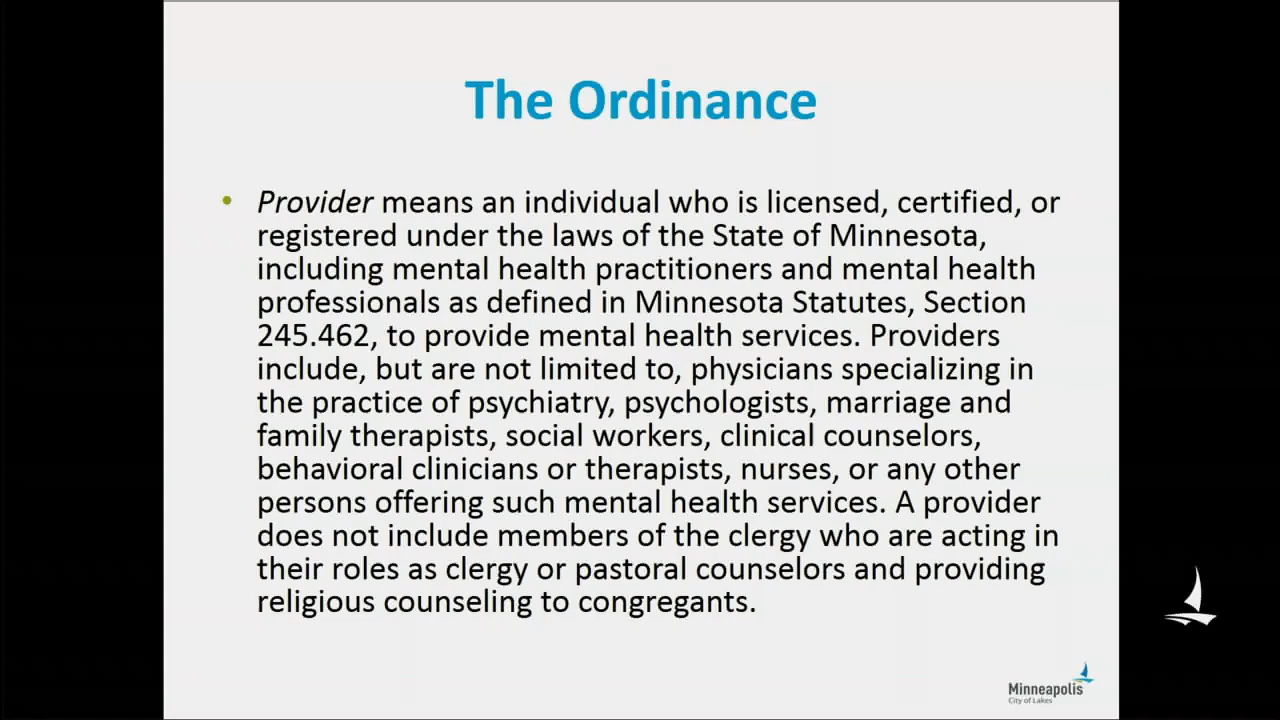 The Ordinance
• Provider means an individual who is licensed, certified, or
registered under the laws of the State of Minnesota,
including mental health practitioners and mental health
professionals as defined in Minnesota Statutes, Section
245.462, to provide mental health services. Providers
include, but are not limited to, physicians specializing in
the practice of psychiatry, psychologists, marriage and
family therapists, social workers, clinical counselors,
behavioral clinicians or therapists, nurses, or any other
persons offering such mental health services. A provider
does not include members of the clergy who are acting in
their roles as clergy or pastoral counselors and providing
religious counseling to congregants.
Minneapolis
City of Lakes